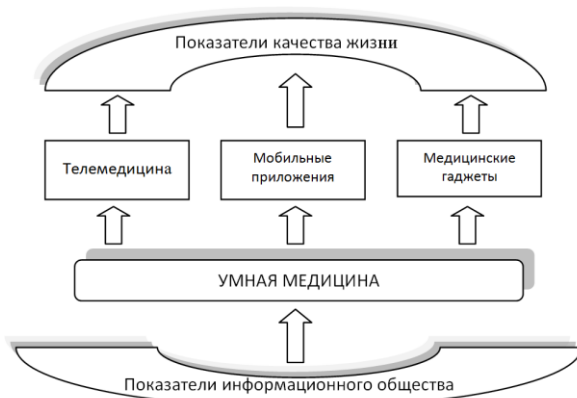 Показатели качества жизни
Телемедицина
Мобильные
приложения
Медицинские
гаджеты
УМНАЯ МЕДИЦИНА
Показатели информационного общества